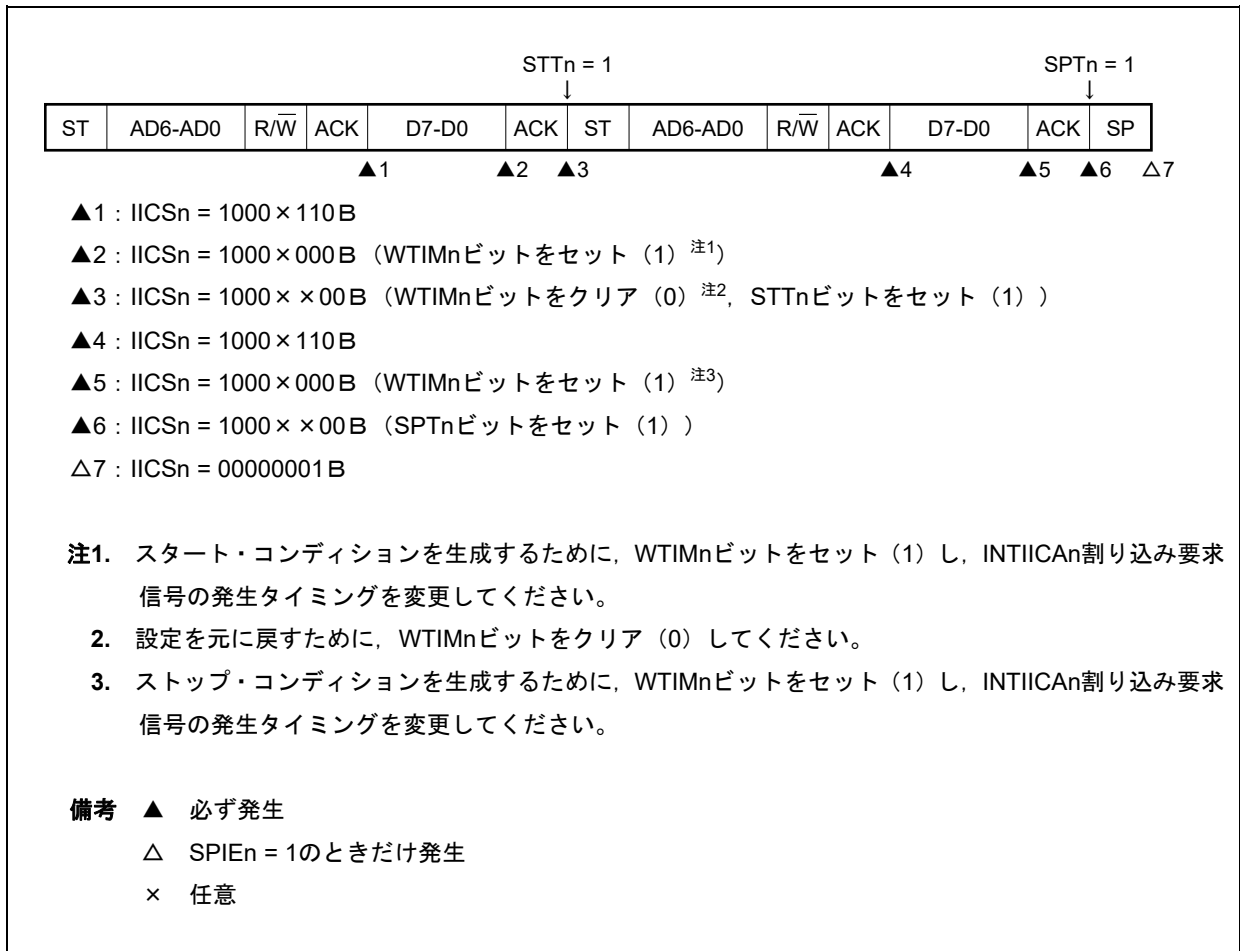 STTn = 1 SPTn = 1
↓ ↓
ST AD6-AD0 R/W̅ ACK D7-D0 ACK ST AD6-AD0 R/W̅ ACK D7-D0 ACK SP
▲1 ▲2 ▲3 ▲4 ▲5 ▲6 △7
▲1：IICSn = 1000×110B
▲2：IICSn = 1000×000B（WTIMnビットをセット（1）注1）
▲3：IICSn = 1000××00B（WTIMnビットをクリア（0）注2，STTnビットをセット（1））
▲4：IICSn = 1000×110B
▲5：IICSn = 1000×000B（WTIMnビットをセット（1）注3）
▲6：IICSn = 1000××00B（SPTnビットをセット（1））
△7：IICSn = 00000001B
注1. スタート・コンディションを生成するために，WTIMnビットをセット（1）し，INTIICAn割り込み要求
信号の発生タイミングを変更してください。
2. 設定を元に戻すために，WTIMnビットをクリア（0）してください。
3. ストップ・コンディションを生成するために，WTIMnビットをセット（1）し，INTIICAn割り込み要求
信号の発生タイミングを変更してください。
備考 ▲ 必ず発生
△ SPIEn = 1のときだけ発生
× 任意